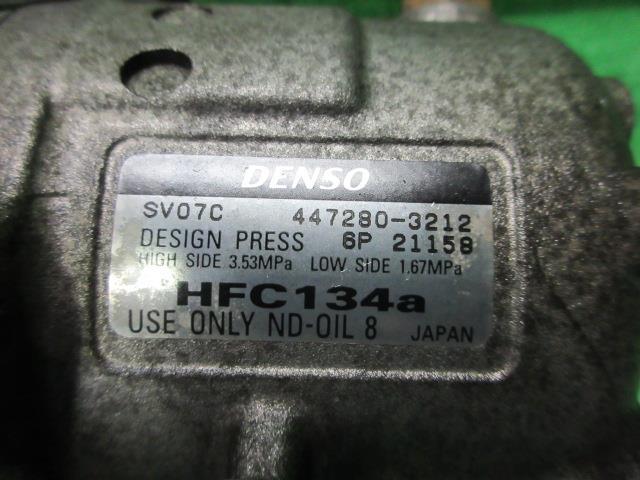 DENSO
SV07C 447280-3212
DESIGN PRESS 6P 21158
HIGH SIDE 3.53MPa LOW SIDE 1.67MPa
HFC134a
USE ONLY ND-OIL 8 JAPAN